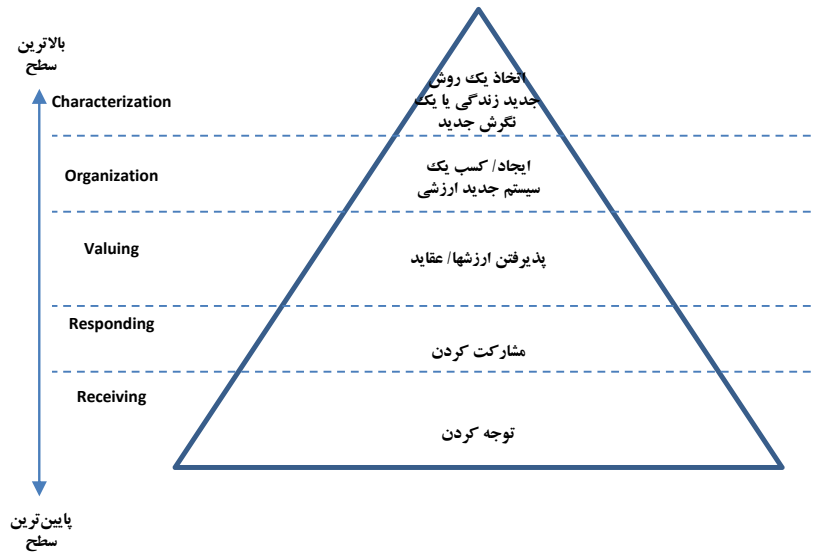 بالاترین
سطح
Characterization
اتخاذ یک روش
جدید زندگی یا یک
نگرش جدید
Organization
ایجاد/ کسب یک
سیستم جدید ارزشی
Valuing
پذیرفتن ارزشها/ عقاید
Responding
مشارکت کردن
Receiving
توجه کردن
پایین‌ترین
سطح